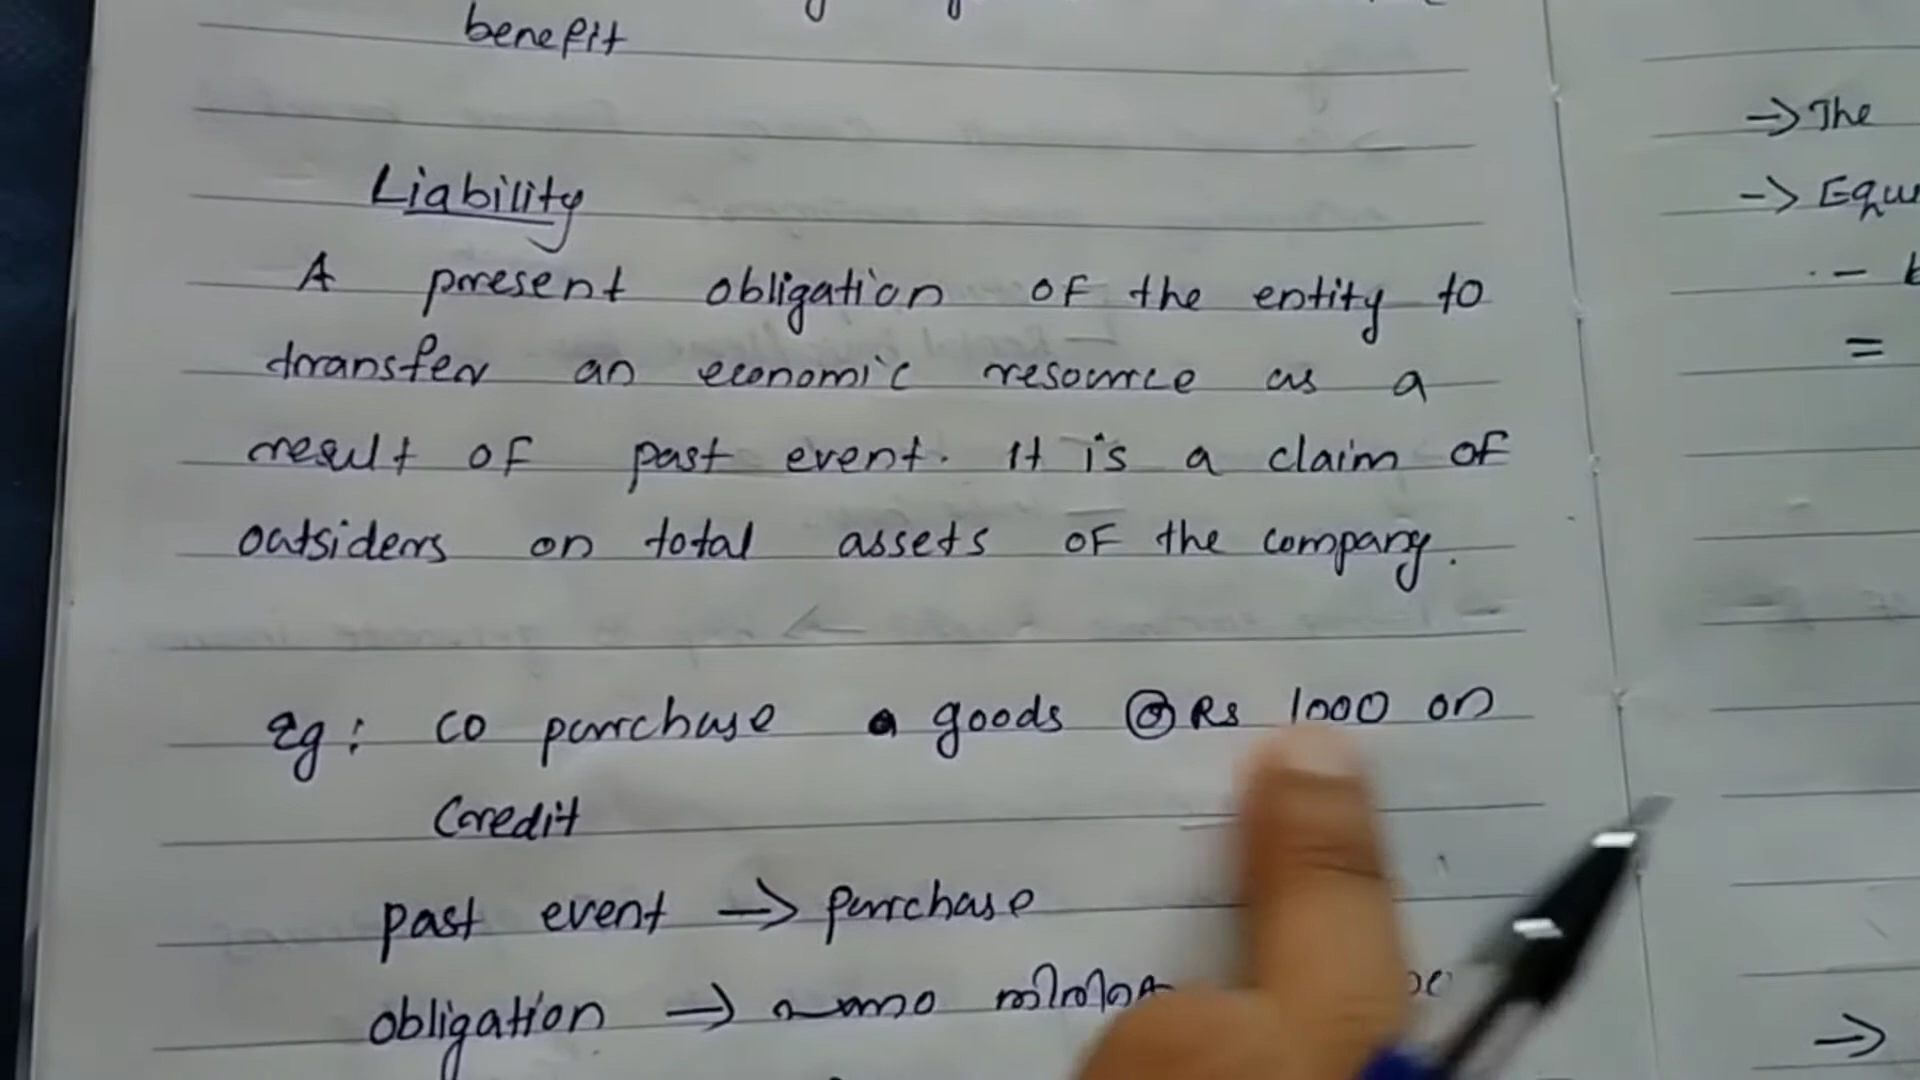 benefit
Liability
A present obligation of the entity to
transfer an economic resource as a
result of past event. It is a claim of
outsiders on total assets of the company.
eg: co purchase a goods @ Rs 1000 on
Credit
past event → purchase
obligation →
→ The
→ Equ
=
→